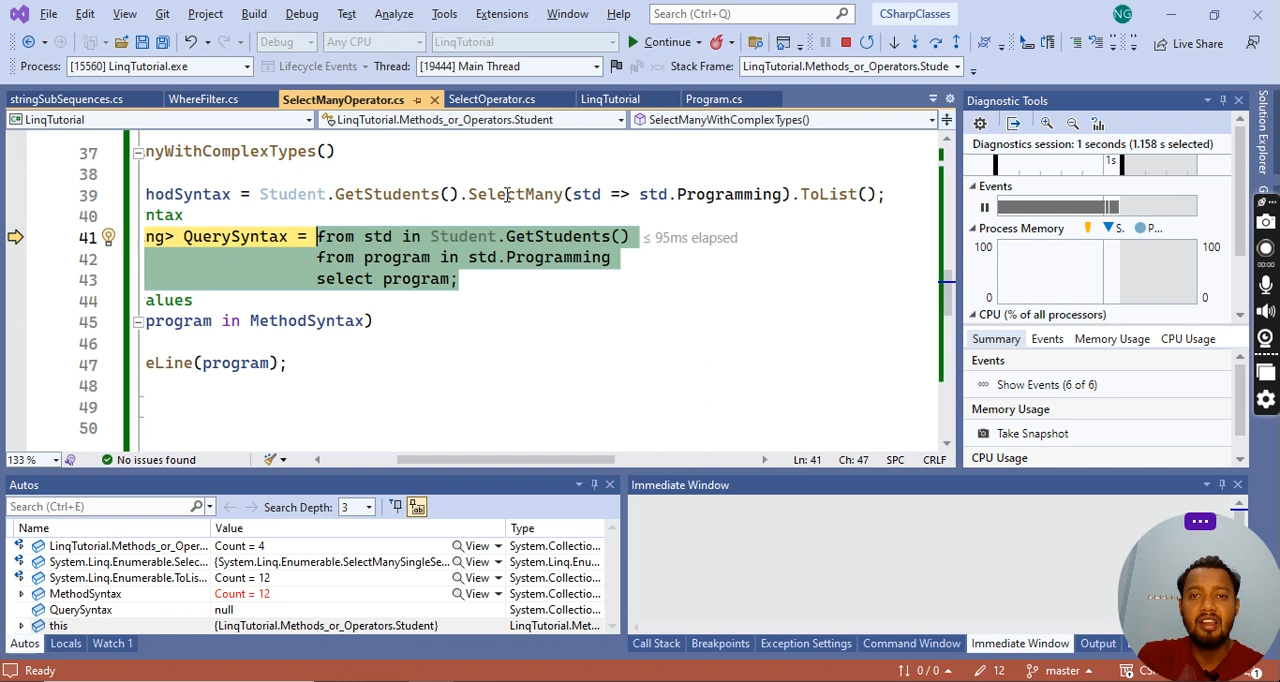 File Edit View Git Project Build Debug Test Analyze Tools Extensions Window Help Search (Ctrl+Q) CSharpClasses NG
Debug Any CPU LinqTutorial Continue Live Share
Process: [15560] LinqTutorial.exe Lifecycle Events Thread: [19444] Main Thread Stack Frame: LinqTutorial.Methods_or_Operators.Stude
stringSubSequences.cs WhereFilter.cs SelectManyOperator.cs SelectOperator.cs LinqTutorial Program.cs
LinqTutorial LinqTutorial.Methods_or_Operators.Student SelectManyWithComplexTypes()
37 nyWithComplexTypes()
38
39 hodSyntax = Student.GetStudents().SelectMany(std => std.Programming).ToList();
40 ntax
41 ng> QuerySyntax = from std in Student.GetStudents() ≤ 95ms elapsed
42 from program in std.Programming
43 select program;
44 alues
45 program in MethodSyntax)
46
47 eLine(program);
48
49
50
133 % No issues found Ln: 41 Ch: 47 SPC CRLF
Diagnostic Tools
Diagnostics session: 1 seconds (1.158 s selected)
1s
Events
Process Memory S. P...
100 100
0 0
CPU (% of all processors)
Summary Events Memory Usage CPU Usage
Events
Show Events (6 of 6)
Memory Usage
Take Snapshot
CPU Usage
Solution Explorer
00:00
Autos
Search (Ctrl+E) Search Depth: 3
Name Value Type
LinqTutorial.Methods_or_Oper... Count = 4 View System.Collectio...
System.Linq.Enumerable.Selec... {System.Linq.Enumerable.SelectManySingleSe... View System.Linq.Enu...
System.Linq.Enumerable.ToLis... Count = 12 View System.Collectio...
MethodSyntax Count = 12 View System.Collectio...
QuerySyntax null System.Collectio...
this {LinqTutorial.Methods_or_Operators.Student} LinqTutorial.Met...
Autos Locals Watch 1
Immediate Window
Call Stack Breakpoints Exception Settings Command Window Immediate Window Output
Ready 0 / 0 12 master CS 1